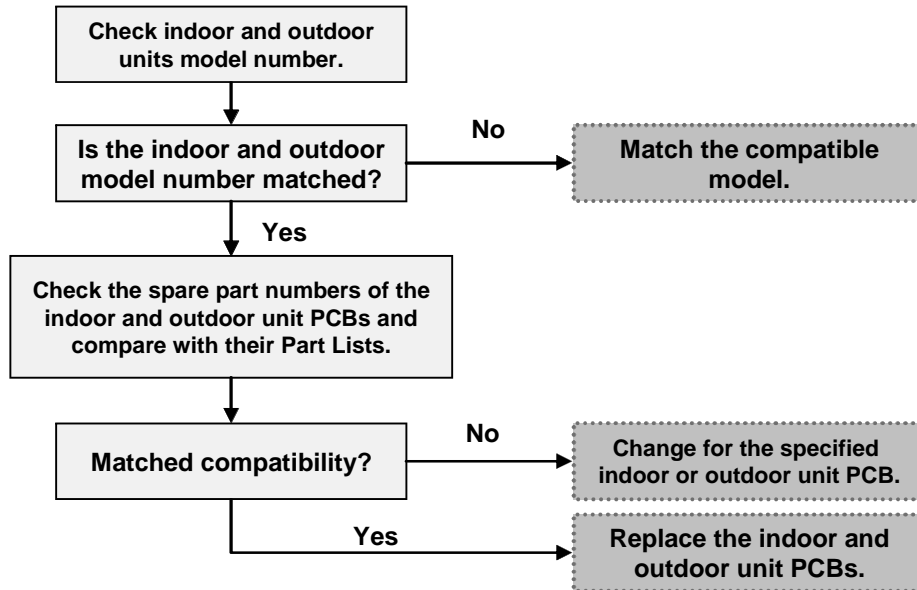 Check indoor and outdoor
units model number.
Is the indoor and outdoor
model number matched?
No
Match the compatible
model.
Yes
Check the spare part numbers of the
indoor and outdoor unit PCBs and
compare with their Part Lists.
Matched compatibility?
No
Change for the specified
indoor or outdoor unit PCB.
Yes
Replace the indoor and
outdoor unit PCBs.